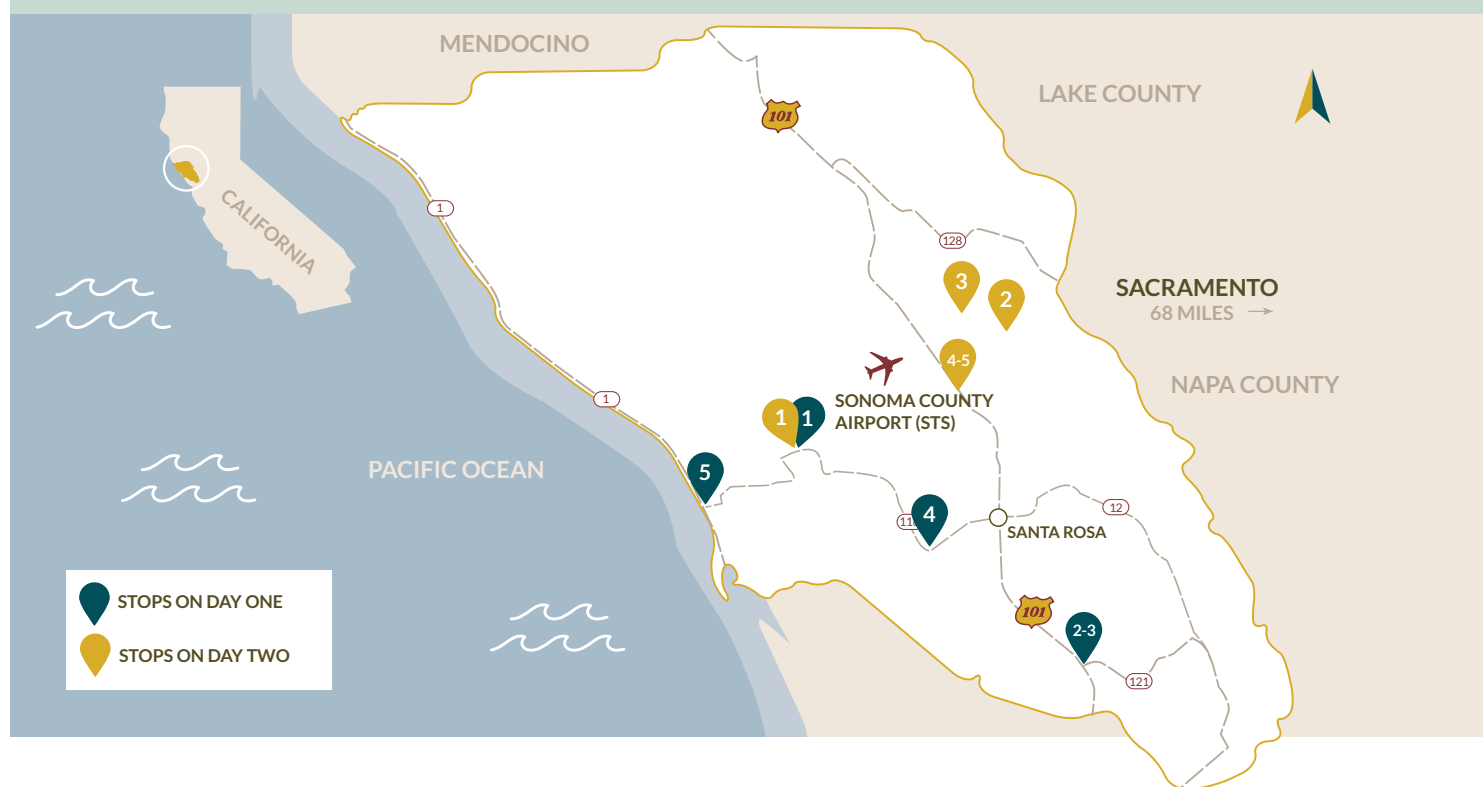 MENDOCINO
LAKE COUNTY
101
1
CALIFORNIA
128
SACRAMENTO
68 MILES
3
2
4-5
NAPA COUNTY
1
SONOMA COUNTY
AIRPORT (STS)
1
1
PACIFIC OCEAN
5
4
12
SANTA ROSA
STOPS ON DAY ONE
STOPS ON DAY TWO
101
2-3
121